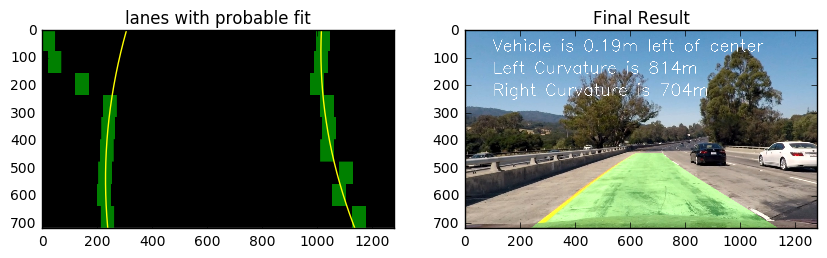 lanes with probable fit
0
100
200
300
400
500
600
700
0 200 400 600 800 1000 1200
Final Result
Vehicle is 0.19m left of center
Left Curvature is 814m
Right Curvature is 704m
0
100
200
300
400
500
600
700
0 200 400 600 800 1000 1200